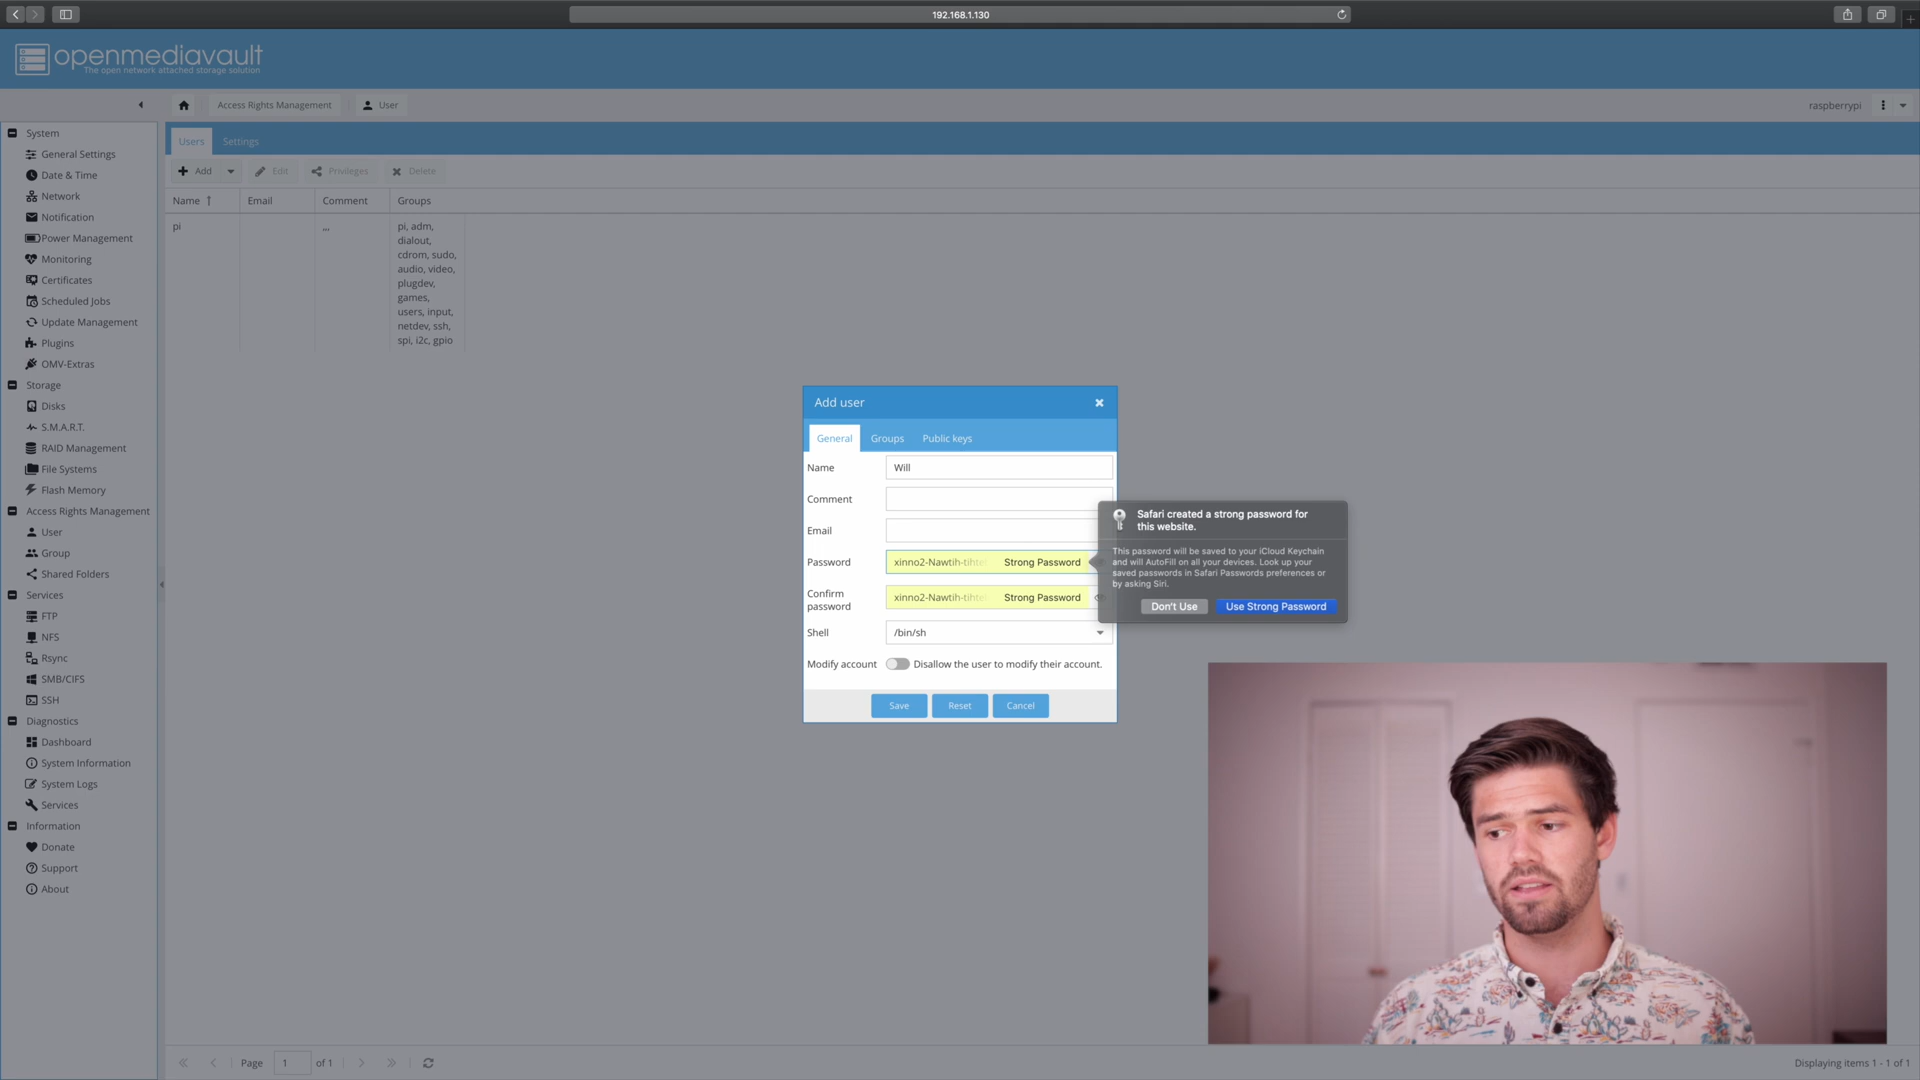 192.168.1.130
openmediavault
The open network attached storage solution
Access Rights Management
User
raspberrypi
System
General Settings
Date & Time
Network
Notification
Power Management
Monitoring
Certificates
Scheduled Jobs
Update Management
Plugins
OMV-Extras
Storage
Disks
S.M.A.R.T.
RAID Management
File Systems
Flash Memory
Access Rights Management
User
Group
Shared Folders
Services
FTP
NFS
Rsync
SMB/CIFS
SSH
Diagnostics
Dashboard
System Information
System Logs
Services
Information
Donate
Support
About
Users Settings
Add Edit Privileges Delete
Name Email Comment Groups
pi ,,, pi, adm,
dialout,
cdrom, sudo,
audio, video,
plugdev,
games,
users, input,
netdev, ssh,
spi, i2c, gpio
Add user
General Groups Public keys
Name Will
Comment
Email
Password Strong Password
Confirm
password
Strong Password
Shell /bin/sh
Modify account Disallow the user to modify their account.
Save Reset Cancel
Safari created a strong password for
this website.
This password will be saved to your iCloud Keychain
and will AutoFill on all your devices. Look up your
saved passwords in Safari Passwords preferences or
by asking Siri.
Don't Use Use Strong Password
Page 1 of 1
Displaying items 1 - 1 of 1